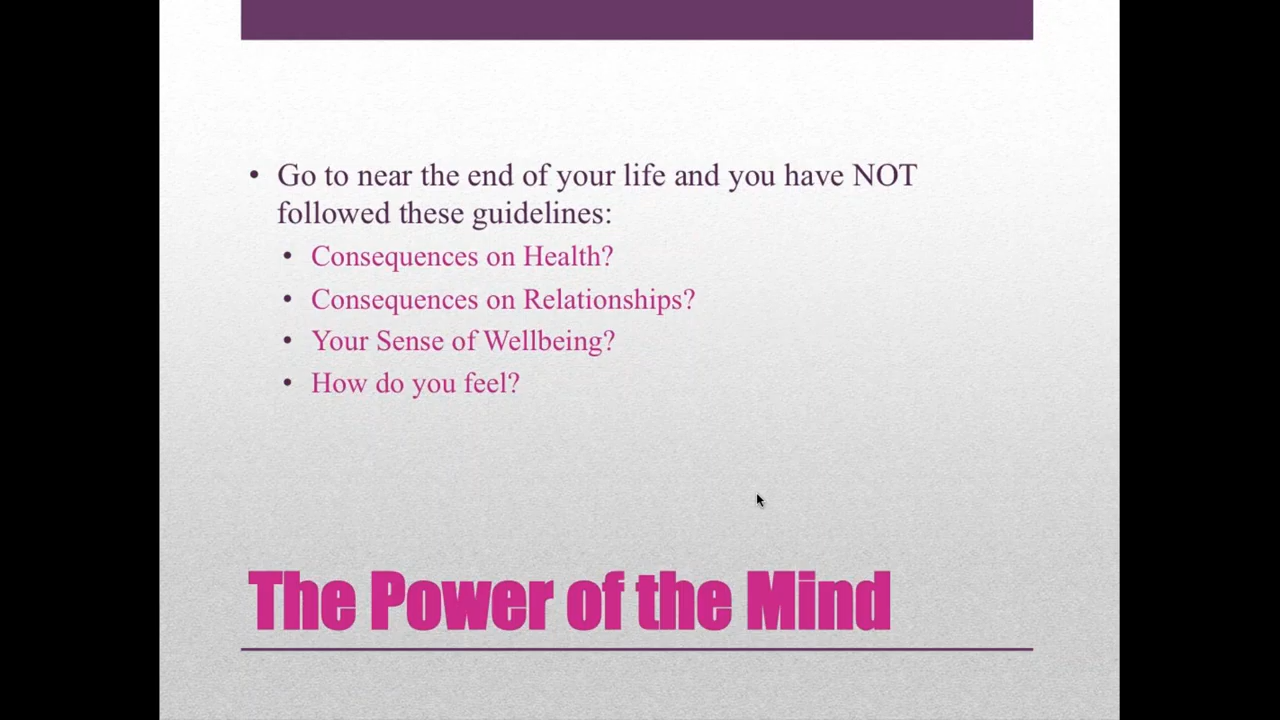 • Go to near the end of your life and you have NOT
followed these guidelines:
• Consequences on Health?
• Consequences on Relationships?
• Your Sense of Wellbeing?
• How do you feel?
The Power of the Mind